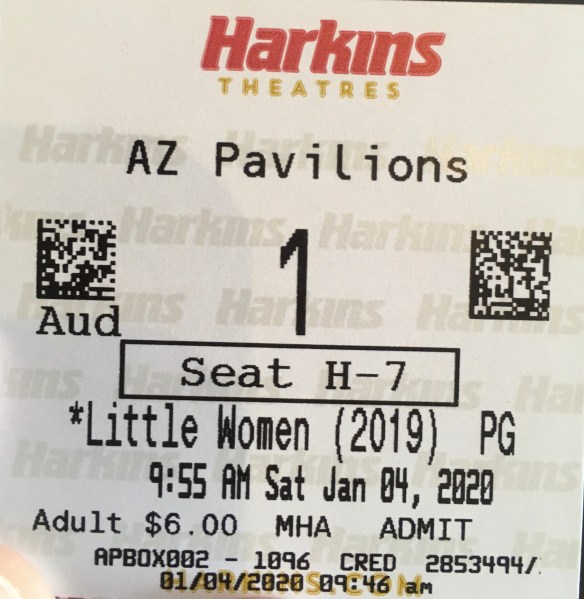 Harkins
THEATRES
AZ Pavilions
1
Aud
Seat H-7
*Little Women (2019) PG
9:55 AM Sat Jan 04, 2020
Adult $6.00 MHA ADMIT
APBOX002 - 1096 CRED 2853494/
01/04/2020 09:46 am